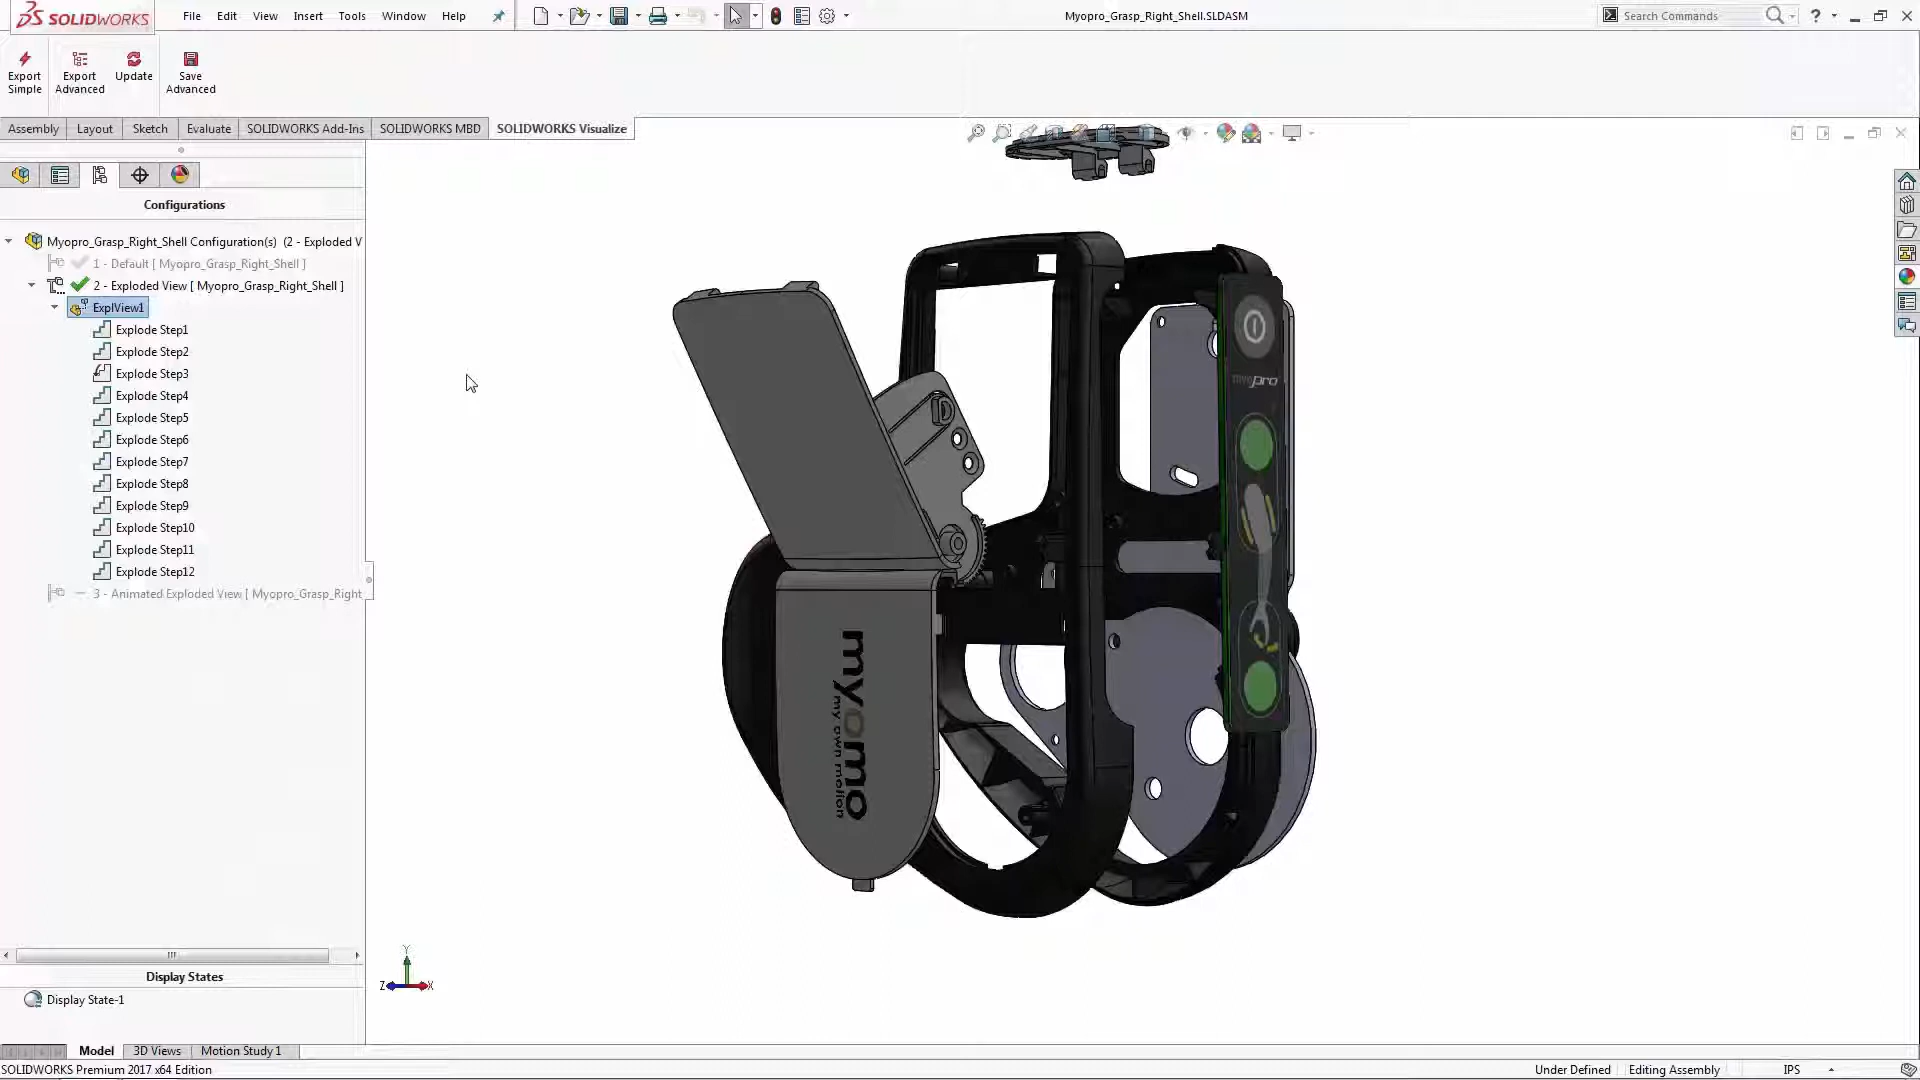 SOLIDWORKS
File Edit View Insert Tools Window Help
Myopro_Grasp_Right_Shell.SLDASM
Search Commands
Export Simple
Export Advanced
Update
Save Advanced
Assembly Layout Sketch Evaluate SOLIDWORKS Add-Ins SOLIDWORKS MBD SOLIDWORKS Visualize
Configurations
Myopro_Grasp_Right_Shell Configuration(s) (2 - Exploded V
1 - Default [ Myopro_Grasp_Right_Shell ]
2 - Exploded View [ Myopro_Grasp_Right_Shell ]
ExplView1
Explode Step1
Explode Step2
Explode Step3
Explode Step4
Explode Step5
Explode Step6
Explode Step7
Explode Step8
Explode Step9
Explode Step10
Explode Step11
Explode Step12
3 - Animated Exploded View [ Myopro_Grasp_Right
myopro
myomo
my own motion
Y
Z X
Display States
Display State-1
Model 3D Views Motion Study 1
SOLIDWORKS Premium 2017 x64 Edition
Under Defined Editing Assembly IPS